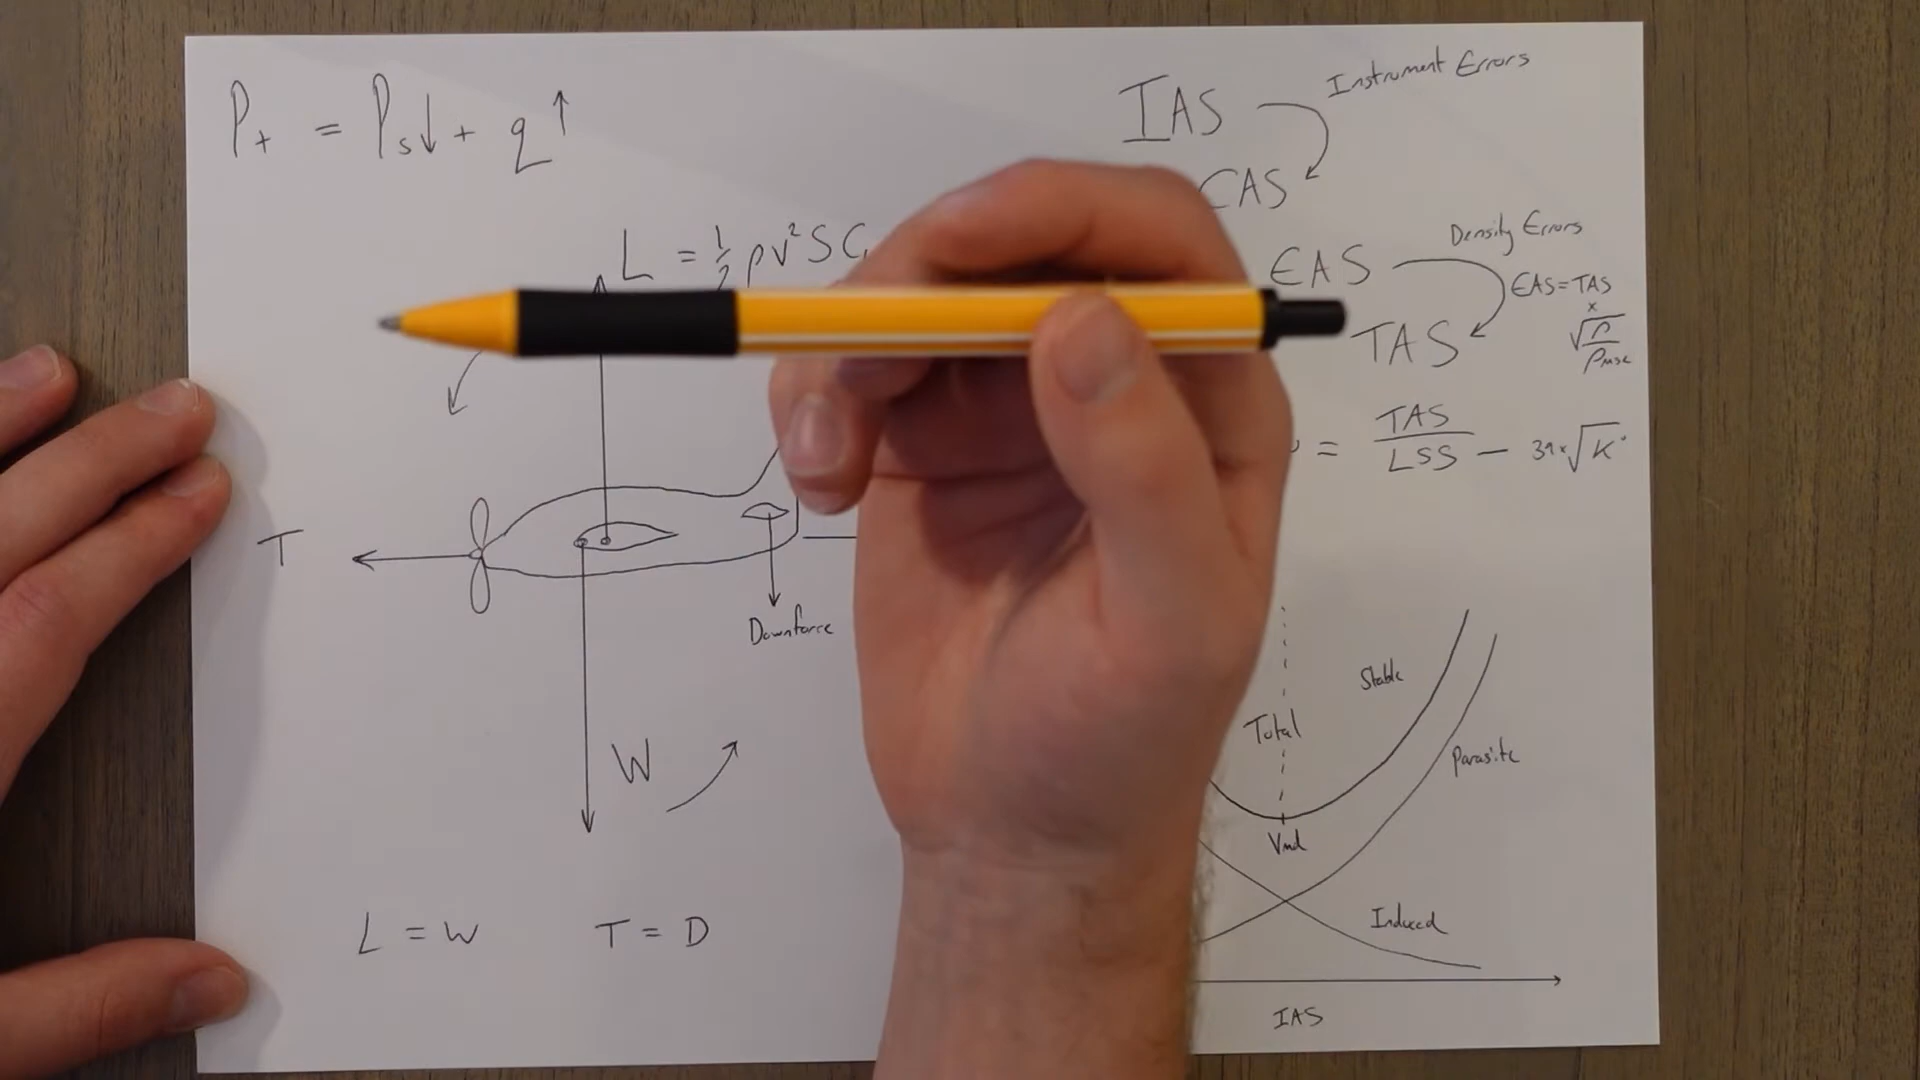 Pt = Ps↓ + q↑
L = ½ρV²SC
T
Downforce
W
L = W
T = D
IAS
Instrument Errors
CAS
EAS
Density Errors
EAS = TAS
x
√ρ/ρ
TAS
= TAS/LSS – 39x√K°
Stable
Total
Parasite
Vmd
Induced
IAS